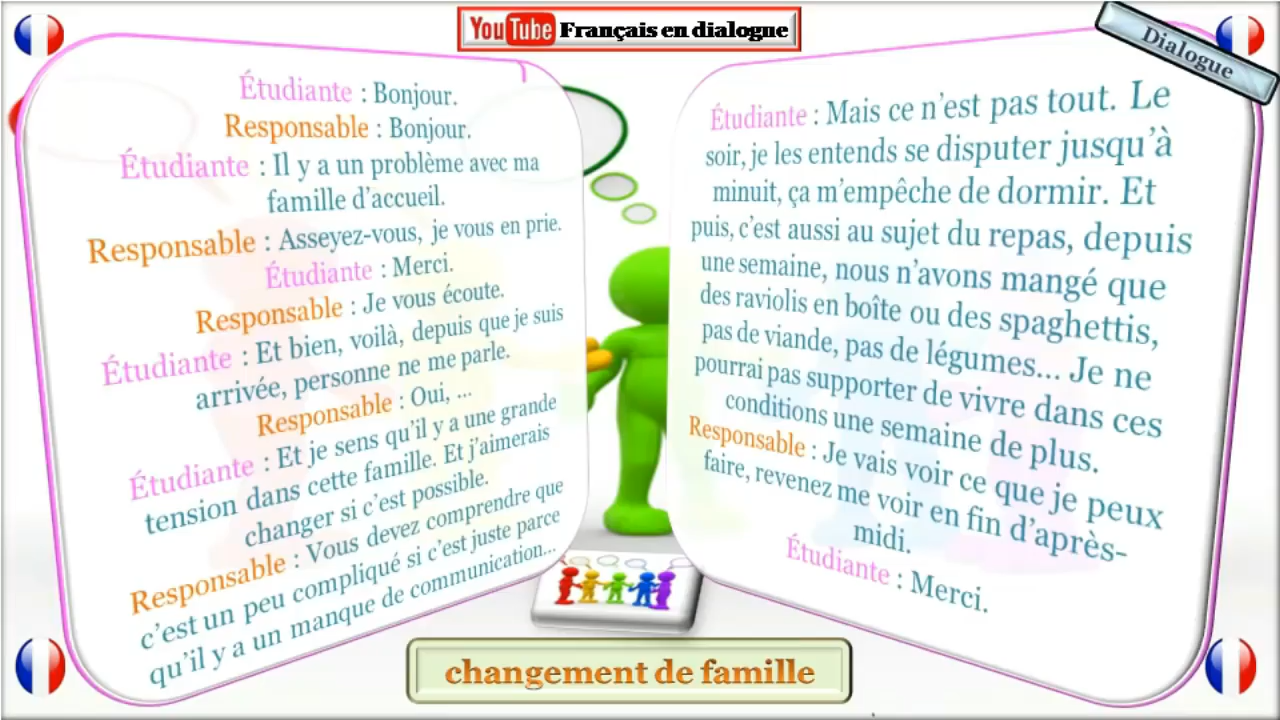 YouTube Français en dialogue
Dialogue
Étudiante : Bonjour.
Responsable : Bonjour.
Étudiante : Il y a un problème avec ma
famille d'accueil.
Responsable : Asseyez-vous, je vous en prie.
Étudiante : Merci.
Responsable : Je vous écoute.
Étudiante : Et bien, voilà, depuis que je suis
arrivée, personne ne me parle.
Responsable : Oui, ...
Étudiante : Et je sens qu'il y a une grande
tension dans cette famille. Et j'aimerais
changer si c'est possible.
Responsable : Vous devez comprendre que
c'est un peu compliqué si c'est juste parce
qu'il y a un manque de communication...
Étudiante : Mais ce n'est pas tout. Le
soir, je les entends se disputer jusqu'à
minuit, ça m'empêche de dormir. Et
puis, c'est aussi au sujet du repas, depuis
une semaine, nous n'avons mangé que
des raviolis en boîte ou des spaghettis,
pas de viande, pas de légumes... Je ne
pourrai pas supporter de vivre dans ces
conditions une semaine de plus.
Responsable : Je vais voir ce que je peux
faire, revenez me voir en fin d'après-
midi.
Étudiante : Merci.
changement de famille